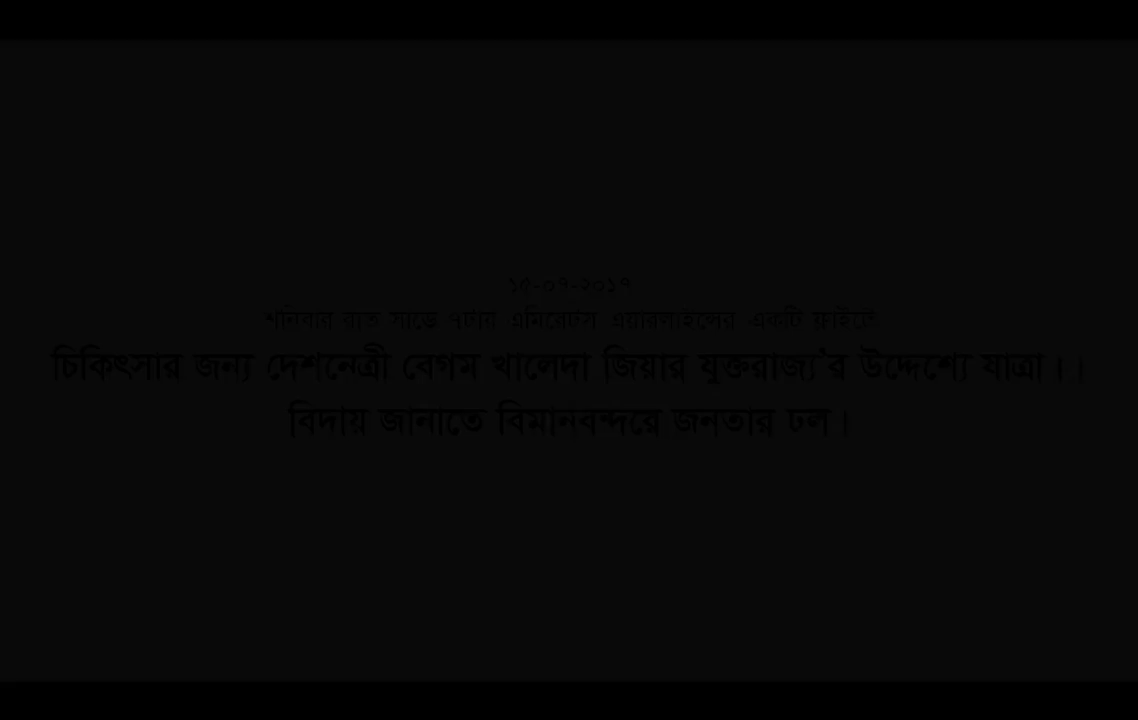 ১৫-০৭-২০১৭
শনিবার রাত সাড়ে ৭টায় এমিরেটস এয়ারলাইন্সের একটি ফ্লাইটে
চিকিৎসার জন্য দেশনেত্রী বেগম খালেদা জিয়ার যুক্তরাজ্য'র উদ্দেশ্যে যাত্রা।।
বিদায় জানাতে বিমানবন্দরে জনতার ঢল।